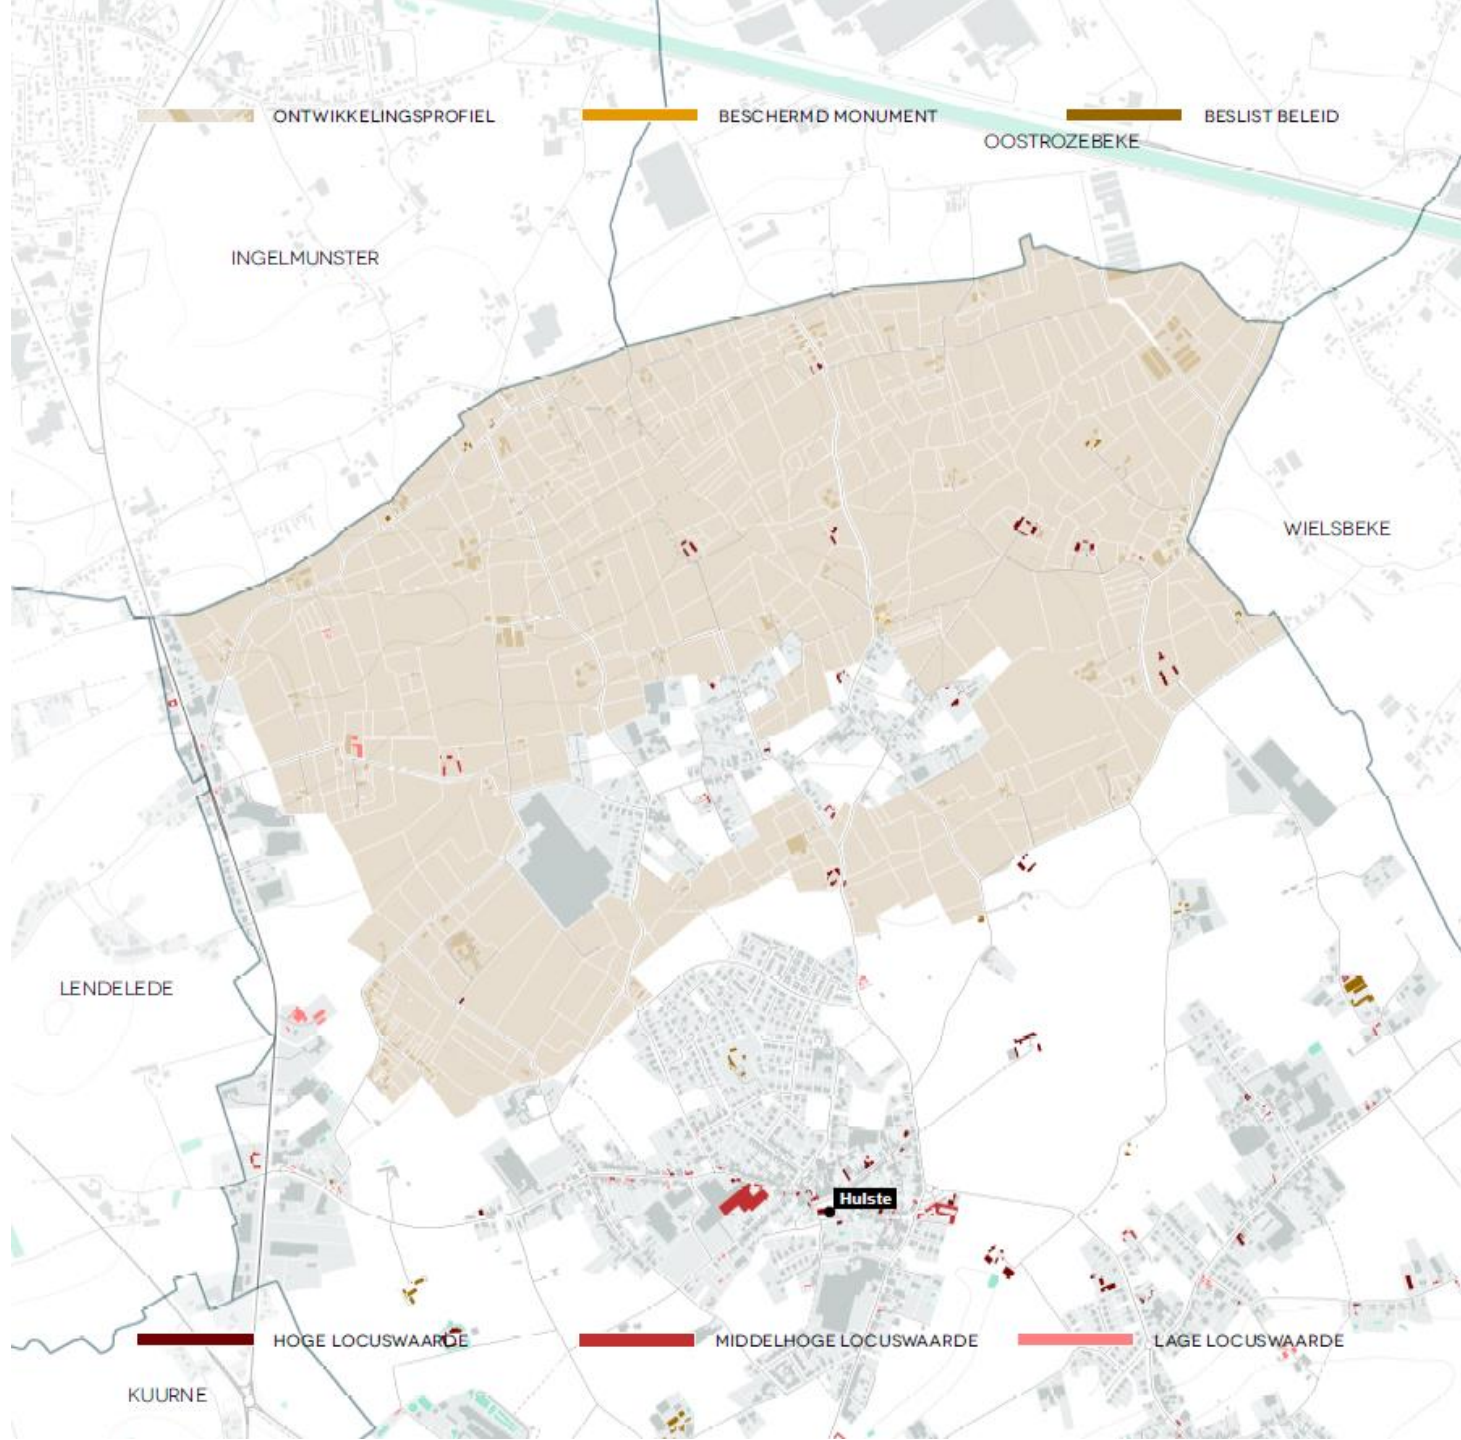 ONTWIKKELINGSPROFIEL
BESCHERMD MONUMENT
BESLIST BELEID
OOSTROZEBEKE
INGELMUNSTER
WIELSBEKE
LENDELEDE
Hulste
HOGE LOCUSWAARDE
MIDDELHOGE LOCUSWAARDE
LAGE LOCUSWAARDE
KUURNE